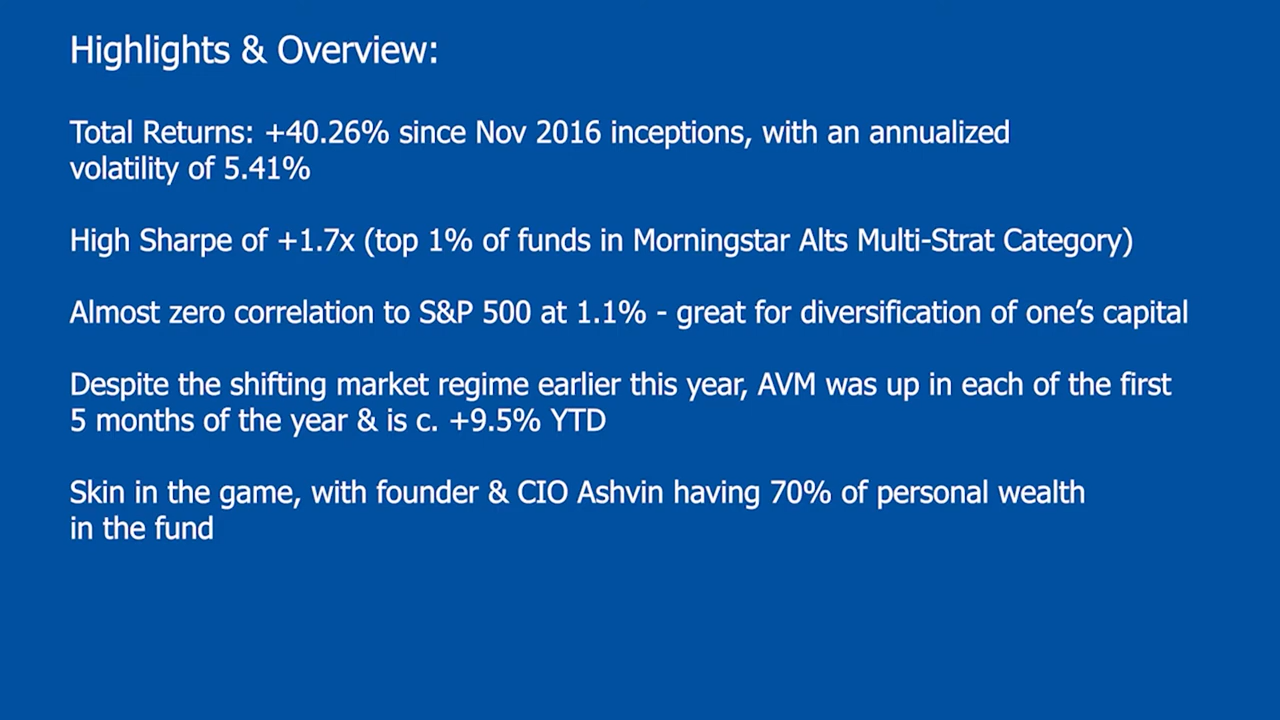 Highlights & Overview:
Total Returns: +40.26% since Nov 2016 inceptions, with an annualized
volatility of 5.41%
High Sharpe of +1.7x (top 1% of funds in Morningstar Alts Multi-Strat Category)
Almost zero correlation to S&P 500 at 1.1% - great for diversification of one’s capital
Despite the shifting market regime earlier this year, AVM was up in each of the first
5 months of the year & is c. +9.5% YTD
Skin in the game, with founder & CIO Ashvin having 70% of personal wealth
in the fund